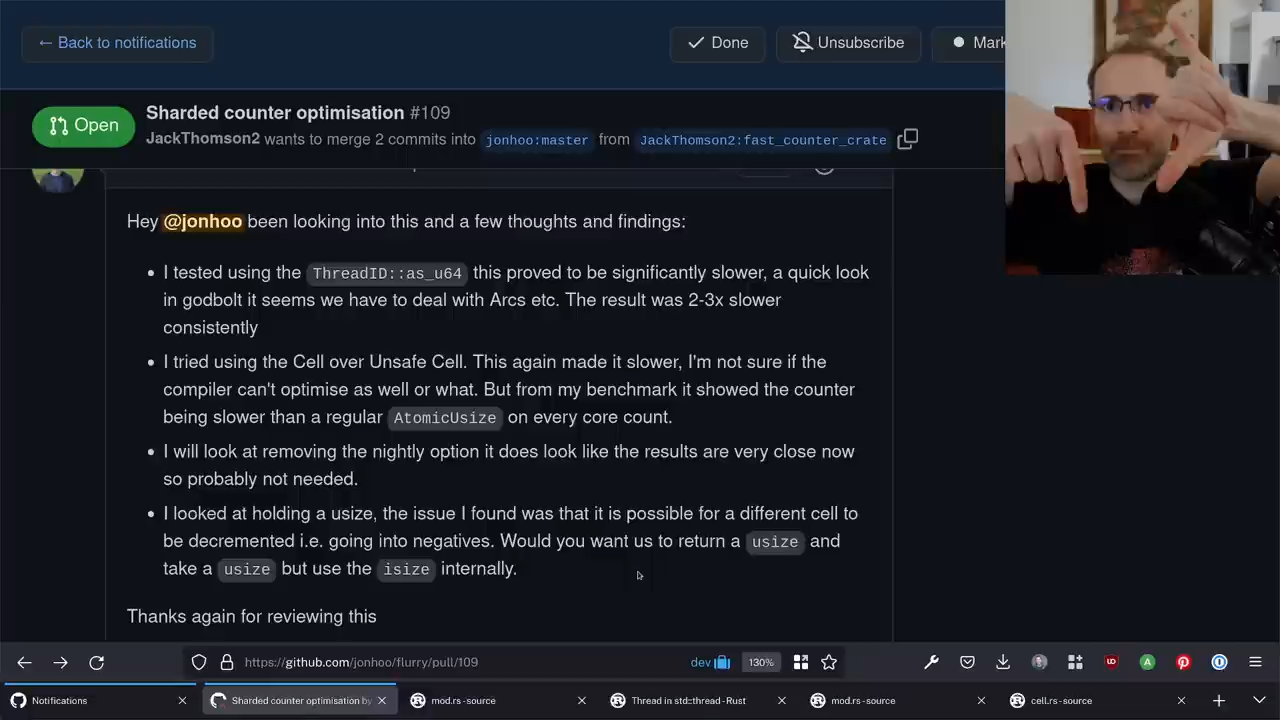 ← Back to notifications
Done
Unsubscribe
Mark
Open
Sharded counter optimisation #109
JackThomson2 wants to merge 2 commits into jonhoo:master from JackThomson2:fast_counter_crate
Hey @jonhoo been looking into this and a few thoughts and findings:
• I tested using the ThreadID::as_u64 this proved to be significantly slower, a quick look
in godbolt it seems we have to deal with Arcs etc. The result was 2-3x slower
consistently
• I tried using the Cell over Unsafe Cell. This again made it slower, I'm not sure if the
compiler can't optimise as well or what. But from my benchmark it showed the counter
being slower than a regular AtomicUsize on every core count.
• I will look at removing the nightly option it does look like the results are very close now
so probably not needed.
• I looked at holding a usize, the issue I found was that it is possible for a different cell to
be decremented i.e. going into negatives. Would you want us to return a usize and
take a usize but use the isize internally.
Thanks again for reviewing this
https://github.com/jonhoo/flurry/pull/109
dev
130%
Notifications
Sharded counter optimisation by
mod.rs - source
Thread in std::thread - Rust
mod.rs - source
cell.rs - source